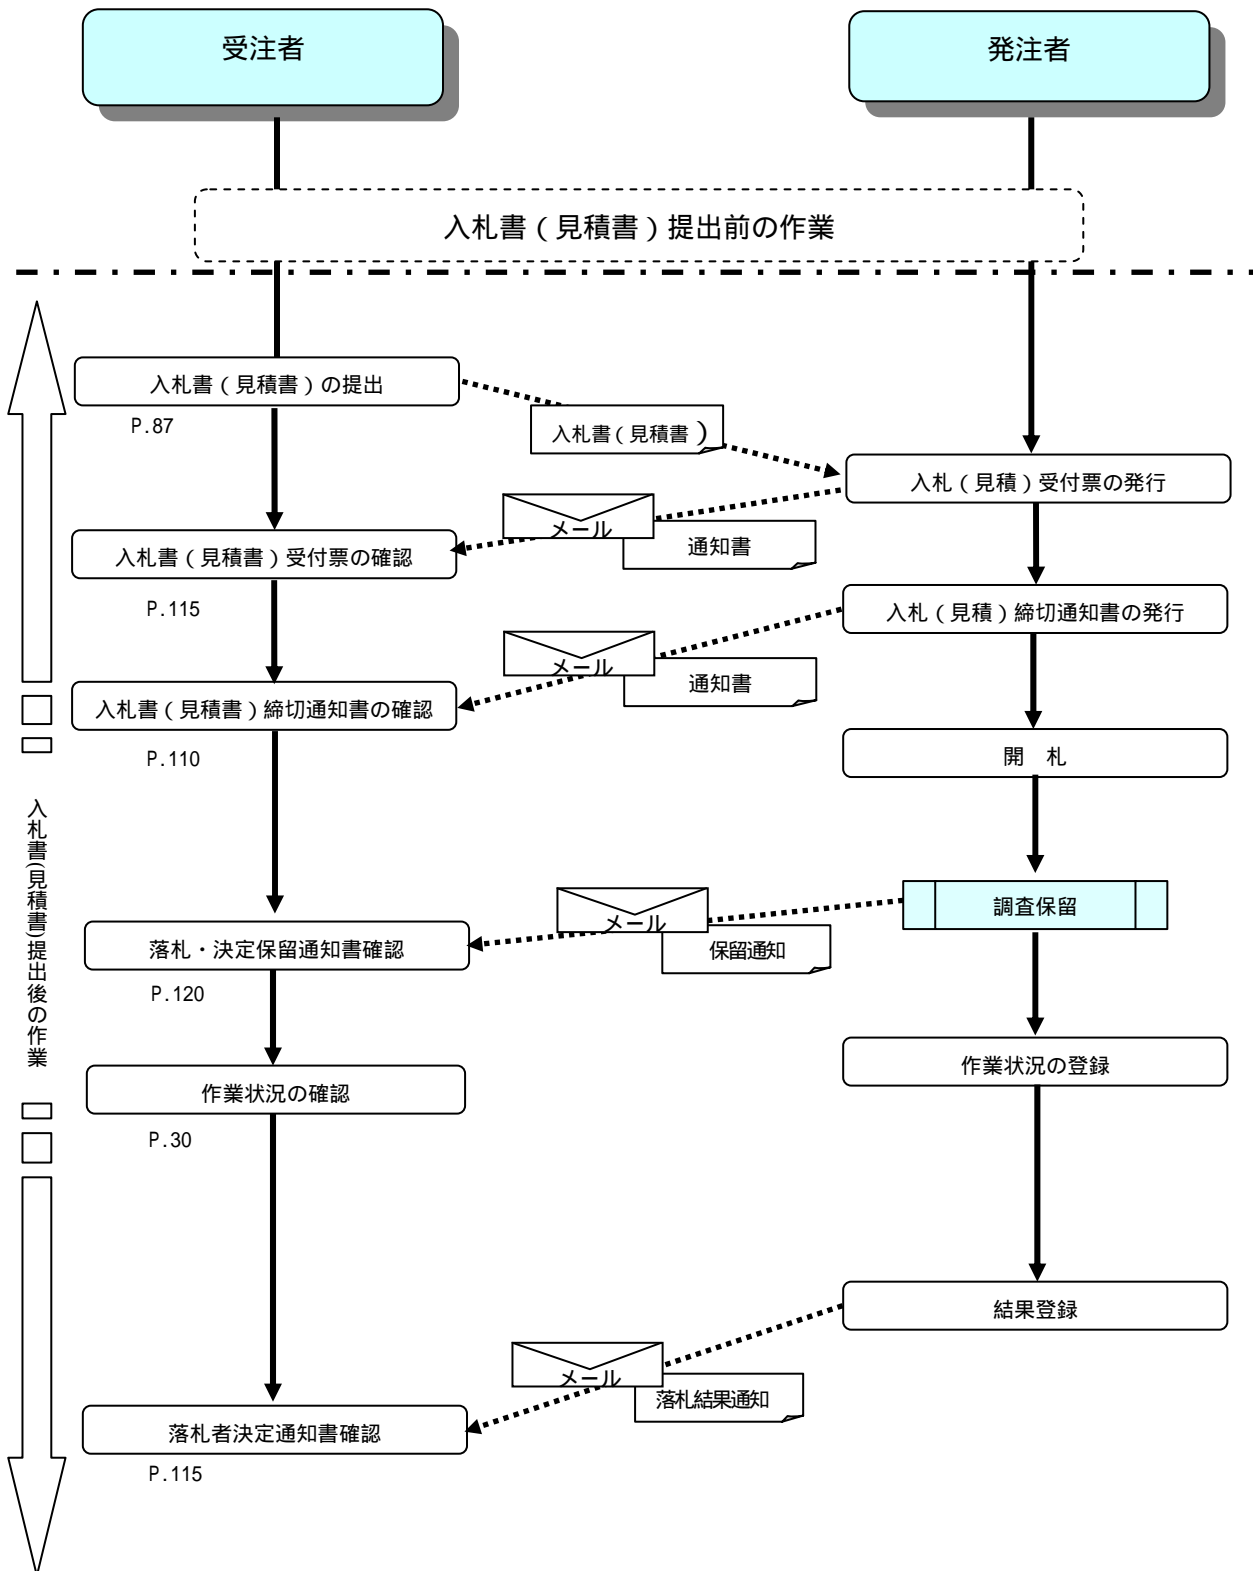 受注者
発注者
入札書（見積書）提出前の作業
入札書（見積書）の提出
P.87
入札書（見積書）
入札（見積）受付票の発行
メール
通知書
入札書（見積書）受付票の確認
P.115
入札（見積）締切通知書の発行
メール
通知書
入札書（見積書）締切通知書の確認
P.110
開　札
入札書(見積書)提出後の作業
調査保留
メール
保留通知
落札・決定保留通知書確認
P.120
作業状況の登録
作業状況の確認
P.30
結果登録
メール
落札結果通知
落札者決定通知書確認
P.115